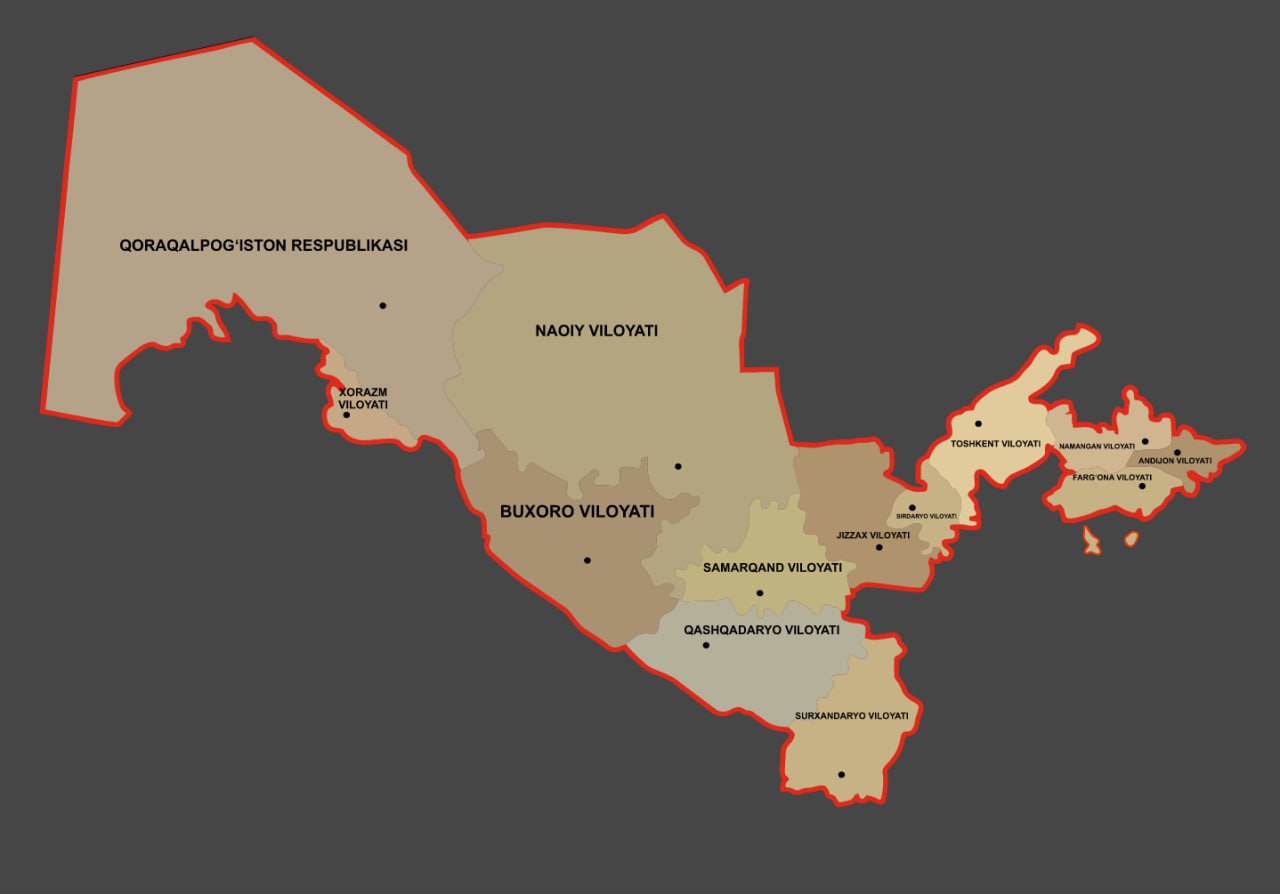 QORAQALPOG‘ISTON RESPUBLIKASI
NAOIY VILOYATI
XORAZM
VILOYATI
TOSHKENT VILOYATI
NAMANGAN VILOYATI
ANDIJON VILOYATI
FARG‘ONA VILOYATI
BUXORO VILOYATI
SIRDARYO VILOYATI
JIZZAX VILOYATI
SAMARQAND VILOYATI
QASHQADARYO VILOYATI
SURXANDARYO VILOYATI